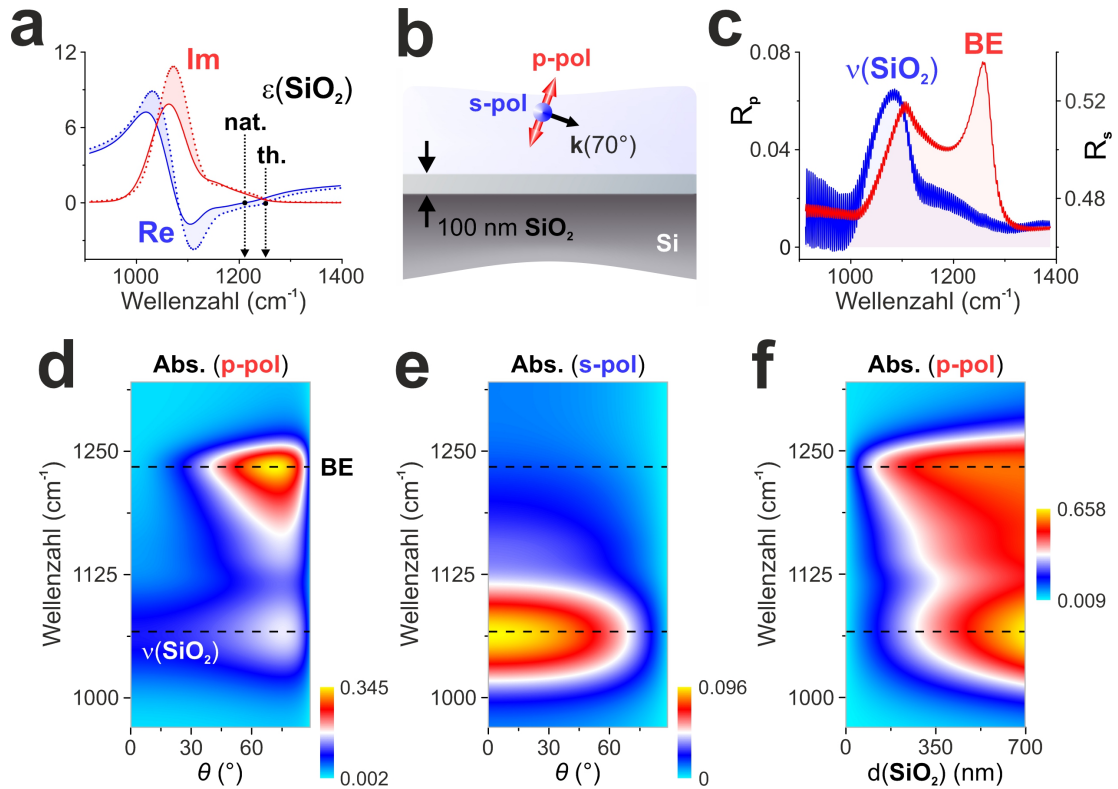 a
12
6
0
Im
ε(SiO₂)
nat.
th.
Re
1000
1200
1400
Wellenzahl (cm⁻¹)
b
p-pol
s-pol
k(70°)
100 nm SiO₂
Si
c
0.08
0.04
0
Rₚ
ν(SiO₂)
BE
0.52
0.48
Rₛ
1000
1200
1400
Wellenzahl (cm⁻¹)
d
Abs. (p-pol)
1250
1125
1000
Wellenzahl (cm⁻¹)
BE
ν(SiO₂)
0
30
60
θ (°)
0.345
0.002
e
Abs. (s-pol)
1250
1125
1000
Wellenzahl (cm⁻¹)
0
30
60
θ (°)
0.096
0
f
Abs. (p-pol)
1250
1125
1000
Wellenzahl (cm⁻¹)
0
350
700
d(SiO₂) (nm)
0.658
0.009